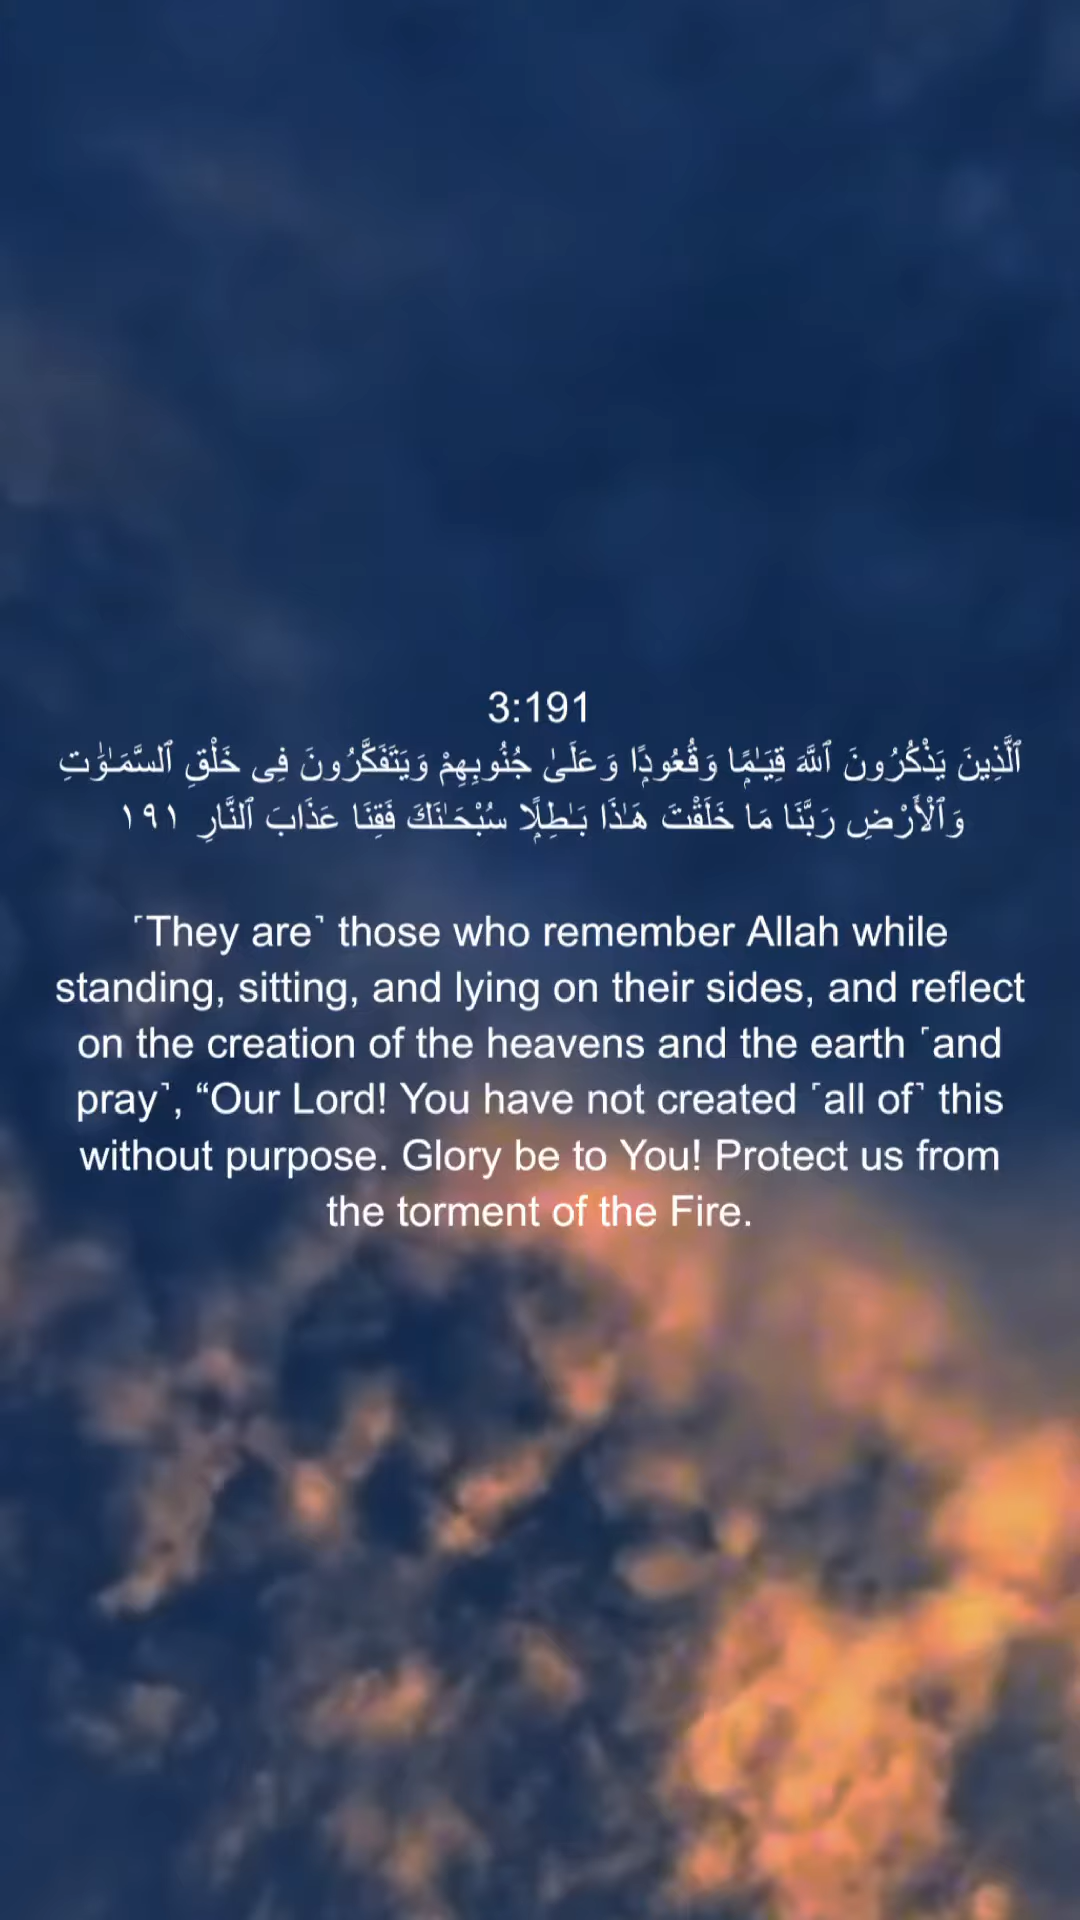 3:191
ٱلَّذِينَ يَذْكُرُونَ ٱللَّهَ قِيَـٰمًۭا وَقُعُودًۭا وَعَلَىٰ جُنُوبِهِمْ وَيَتَفَكَّرُونَ فِى خَلْقِ ٱلسَّمَـٰوَٰتِ
وَٱلْأَرْضِ رَبَّنَا مَا خَلَقْتَ هَـٰذَا بَـٰطِلًۭا سُبْحَـٰنَكَ فَقِنَا عَذَابَ ٱلنَّارِ ١٩١
˹They are˺ those who remember Allah while
standing, sitting, and lying on their sides, and reflect
on the creation of the heavens and the earth ˹and
pray˺, “Our Lord! You have not created ˹all of˺ this
without purpose. Glory be to You! Protect us from
the torment of the Fire.